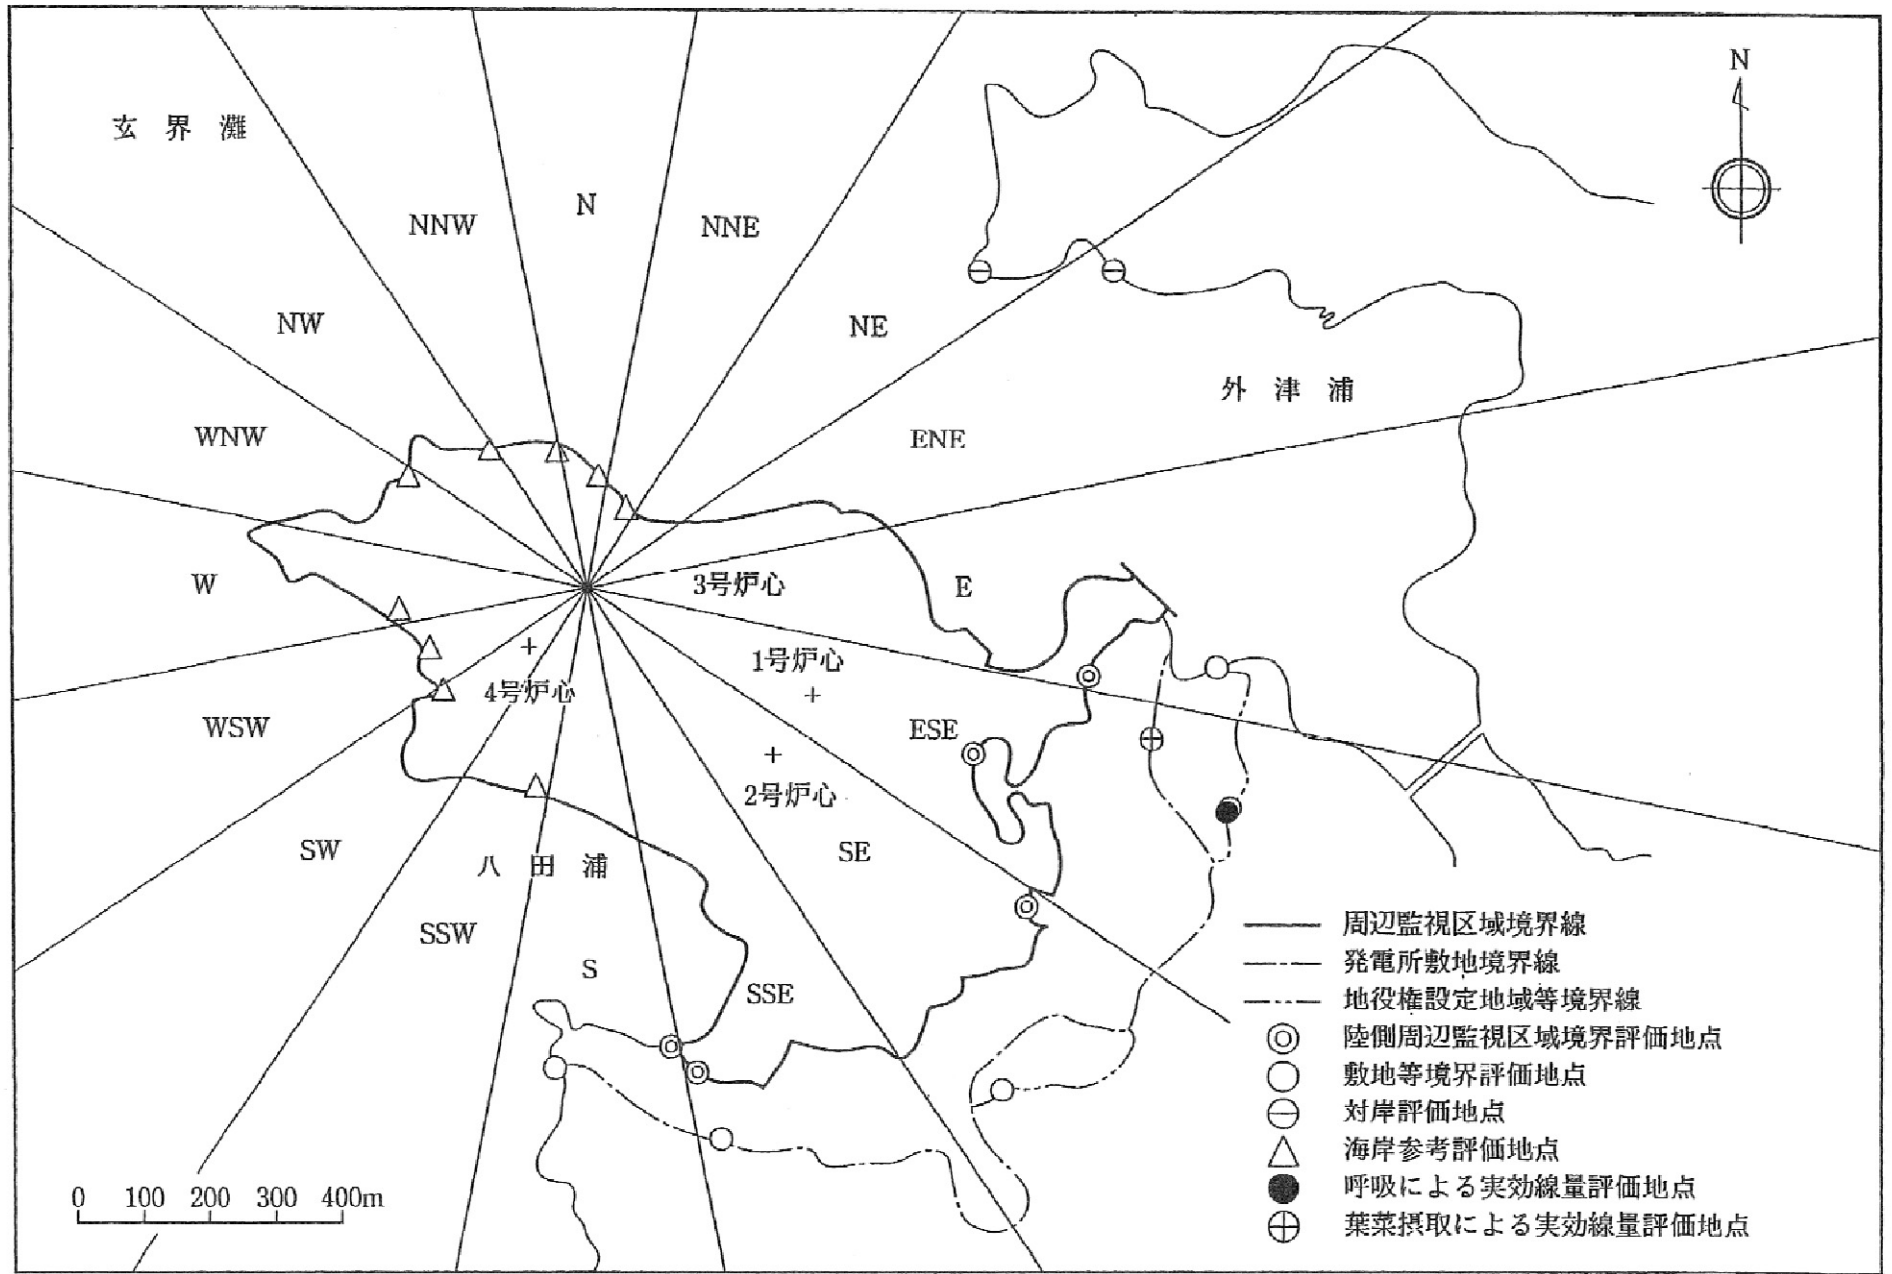 N
玄界灘
N
NNW
NNE
NW
NE
外津浦
WNW
ENE
W
3号炉心
E
1号炉心
4号炉心
WSW
ESE
2号炉心
SW
八田浦
SE
SSW
S
SSE
周辺監視区域境界線
発電所敷地境界線
地役権設定地域等境界線
陸側周辺監視区域境界評価地点
敷地等境界評価地点
対岸評価地点
海岸参考評価地点
呼吸による実効線量評価地点
葉菜摂取による実効線量評価地点
0 100 200 300 400m